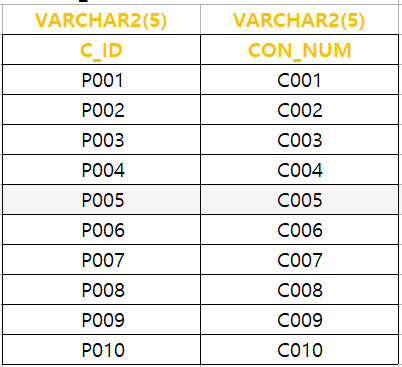 VARCHAR2(5) VARCHAR2(5)
C_ID CON_NUM
P001 C001
P002 C002
P003 C003
P004 C004
P005 C005
P006 C006
P007 C007
P008 C008
P009 C009
P010 C010